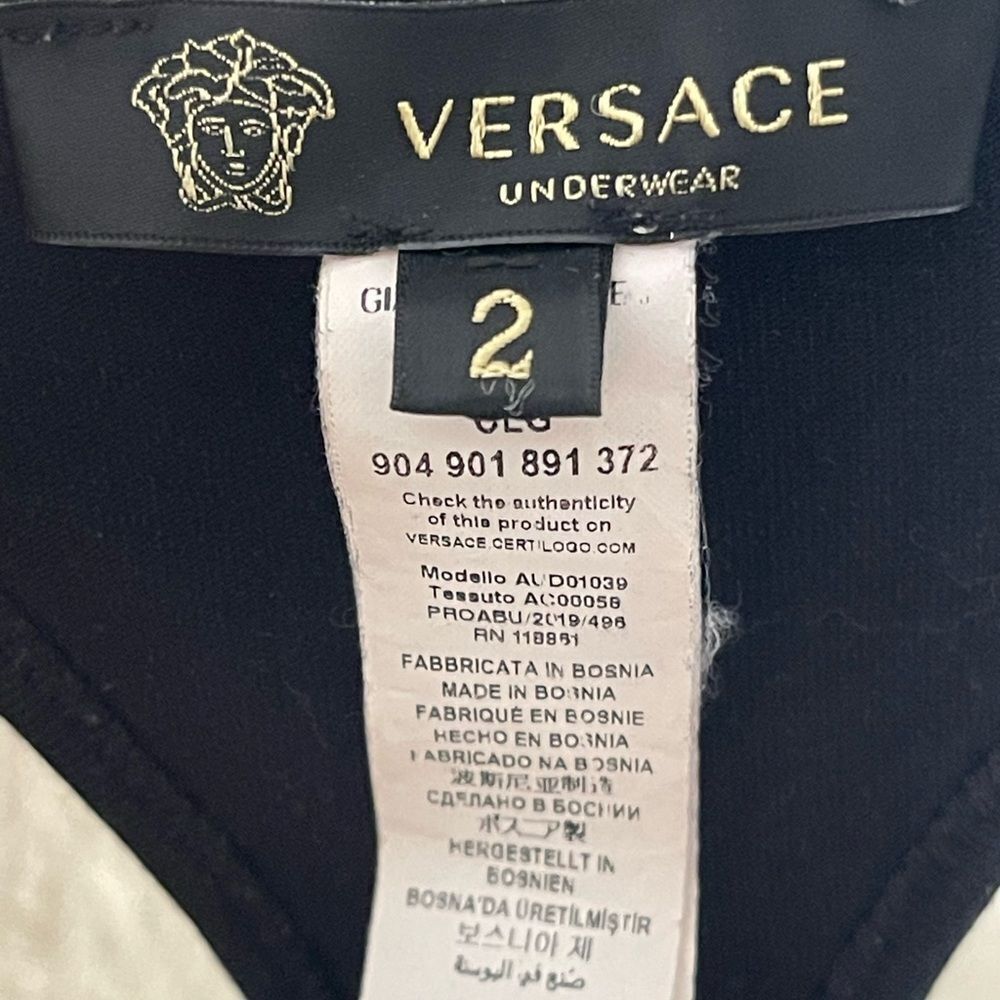 VERSACE
UNDERWEAR
2
CLG
904 901 891 372
Check the authenticity
of this product on
VERSACE.CERTILOGO.COM
Modello AUD01039
Tessuto AC00058
PROABU/2019/496
RN 118861
FABBRICATA IN BOSNIA
MADE IN BOSNIA
FABRIQUÉ EN BOSNIE
HECHO EN BOSNIA
FABRICADO NA BOSNIA
波斯尼亚制造
СДЕЛАНО В БОСНИИ
ボスニア製
HERGESTELLT IN
BOSNIEN
BOSNA'DA ÜRETİLMİŞTİR
보스니아 제
صنع في البوسنة